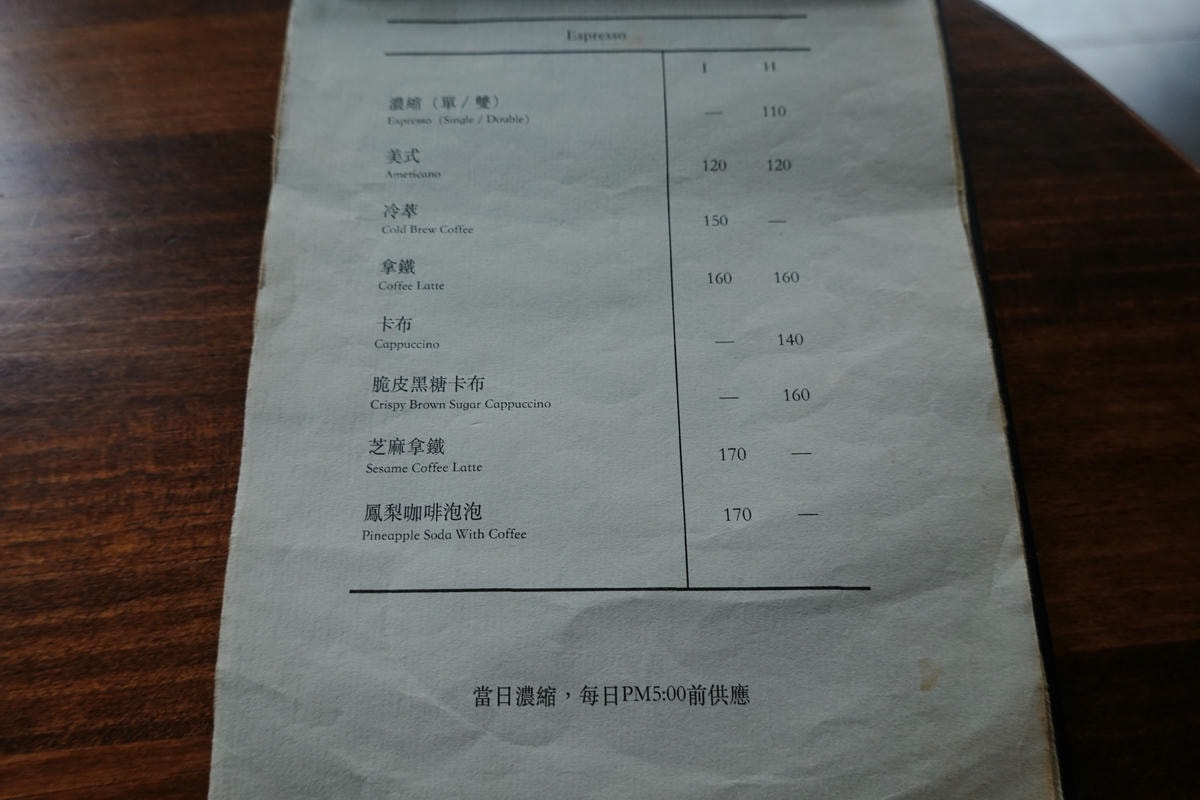 Espresso
I H
濃縮（單 / 雙）
Espresso (Single / Double)
— 110
美式
Americano
120 120
冷萃
Cold Brew Coffee
150 —
拿鐵
Coffee Latte
160 160
卡布
Cappuccino
— 140
脆皮黑糖卡布
Crispy Brown Sugar Cappuccino
— 160
芝麻拿鐵
Sesame Coffee Latte
170 —
鳳梨咖啡泡泡
Pineapple Soda With Coffee
170 —
當日濃縮，每日PM5:00前供應